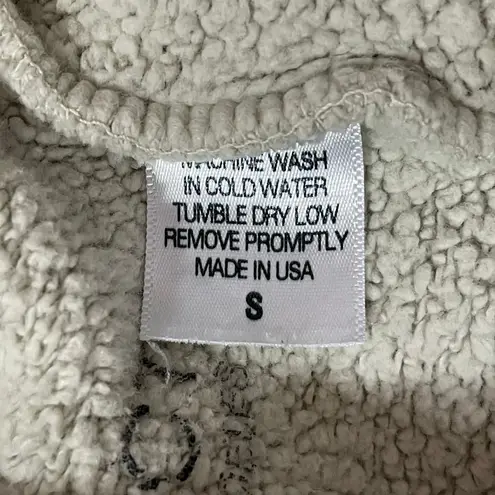 MACHINE WASH
IN COLD WATER
TUMBLE DRY LOW
REMOVE PROMPTLY
MADE IN USA
S